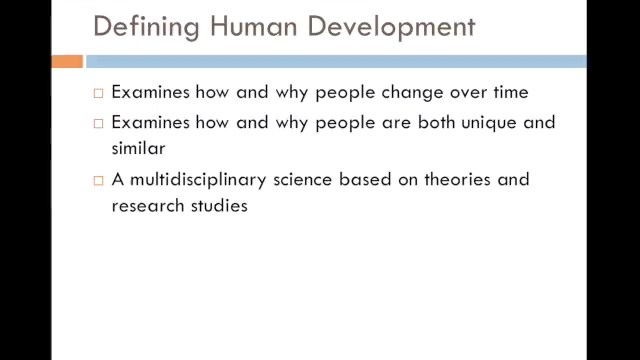 Defining Human Development
Examines how and why people change over time
Examines how and why people are both unique and
similar
A multidisciplinary science based on theories and
research studies